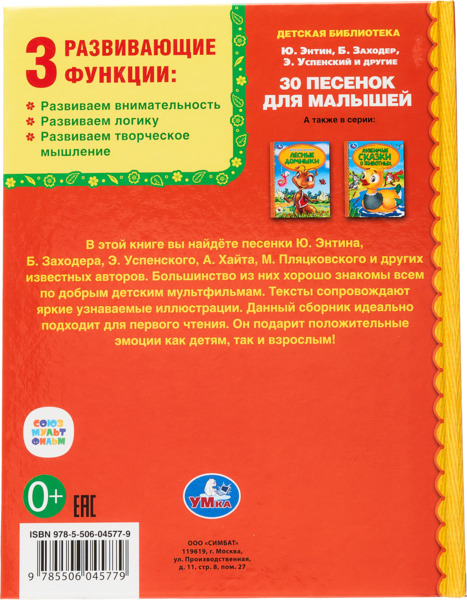 3 РАЗВИВАЮЩИЕ
ФУНКЦИИ:
Развиваем внимательность
Развиваем логику
Развиваем творческое
мышление
ДЕТСКАЯ БИБЛИОТЕКА
Ю. Энтин, Б. Заходер,
Э. Успенский и другие
30 ПЕСЕНОК
ДЛЯ МАЛЫШЕЙ
А также в серии:
ЛЕСНЫЕ
ДОМИШКИ
ЛЮБИМЫЕ
СКАЗКИ
О ЖИВОТНЫХ
В этой книге вы найдёте песенки Ю. Энтина,
Б. Заходера, Э. Успенского, А. Хайта, М. Пляцковского и других
известных авторов. Большинство из них хорошо знакомы всем
по добрым детским мультфильмам. Тексты сопровождают
яркие узнаваемые иллюстрации. Данный сборник идеально
подходит для первого чтения. Он подарит положительные
эмоции как детям, так и взрослым!
СОЮЗ
МУЛЬТ
ФИЛЬМ
0+
EAC
УМка
ISBN 978-5-506-04577-9
9 785506 045779
ООО «СИМБАТ»
119619, г. Москва,
ул. Производственная,
д. 11, стр. 8, пом. 27